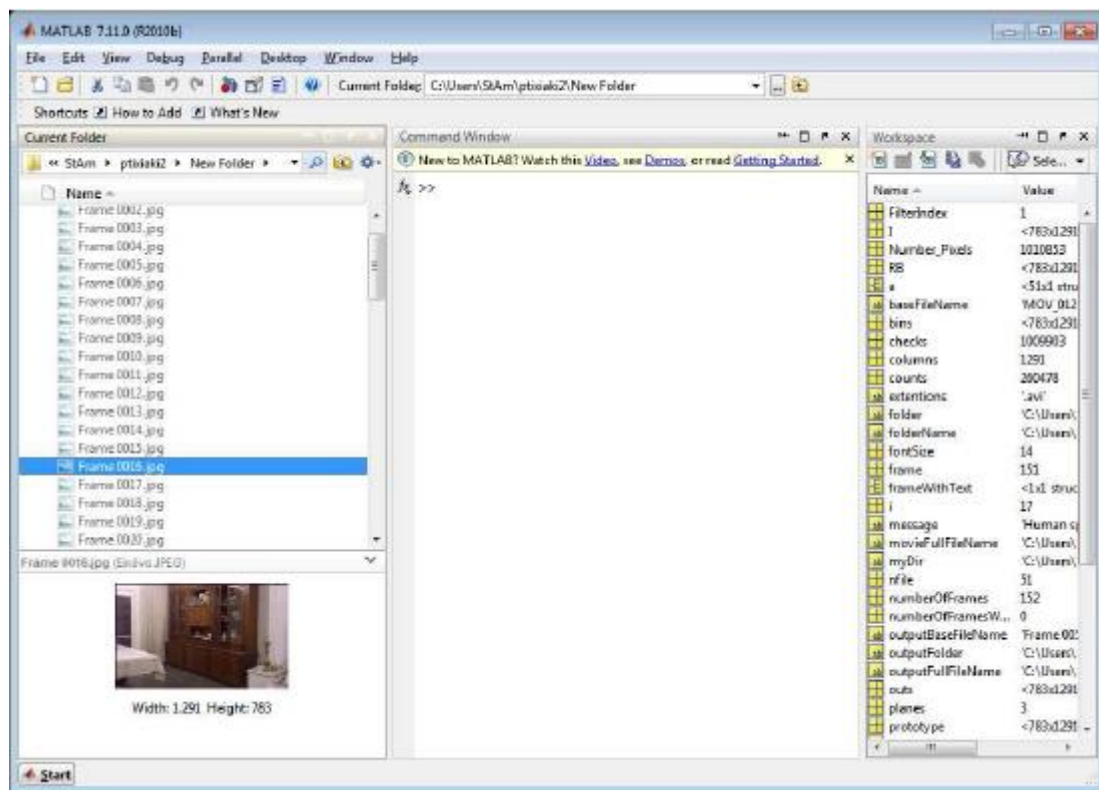 MATLAB 7.11.0 (R2010b)
File Edit View Debug Parallel Desktop Window Help
Current Folder: C:\Users\StAm\ptixiaki2\New Folder
Shortcuts How to Add What's New
Current Folder
« StAm ▸ ptixiaki2 ▸ New Folder ▸
Name
Frame 0002.jpg
Frame 0003.jpg
Frame 0004.jpg
Frame 0005.jpg
Frame 0006.jpg
Frame 0007.jpg
Frame 0008.jpg
Frame 0009.jpg
Frame 0010.jpg
Frame 0011.jpg
Frame 0012.jpg
Frame 0013.jpg
Frame 0014.jpg
Frame 0015.jpg
Frame 0016.jpg
Frame 0017.jpg
Frame 0018.jpg
Frame 0019.jpg
Frame 0020.jpg
Frame 0016.jpg (Εικόνα JPEG)
Width: 1.291 Height: 783
Command Window
New to MATLAB? Watch this Video, see Demos, or read Getting Started.
fx >>
Workspace
Sele...
Name Value
FilterIndex 1
I <783x1291
Number_Pixels 1010853
RB <783x1291
a <51x1 stru
baseFileName 'MOV_012
bins <783x1291
checks 1009903
columns 1291
counts 260478
extentions '.avi'
folder 'C:\Users\
folderName 'C:\Users\
fontSize 14
frame 151
frameWithText <1x1 struc
i 17
message 'Human sp
movieFullFileName 'C:\Users\
myDir 'C:\Users\
nfile 51
numberOfFrames 152
numberOfFramesW... 0
outputBaseFileName 'Frame 00
outputFolder 'C:\Users\
outputFullFileName 'C:\Users\
outs <783x1291
planes 3
prototype <783x1291
Start